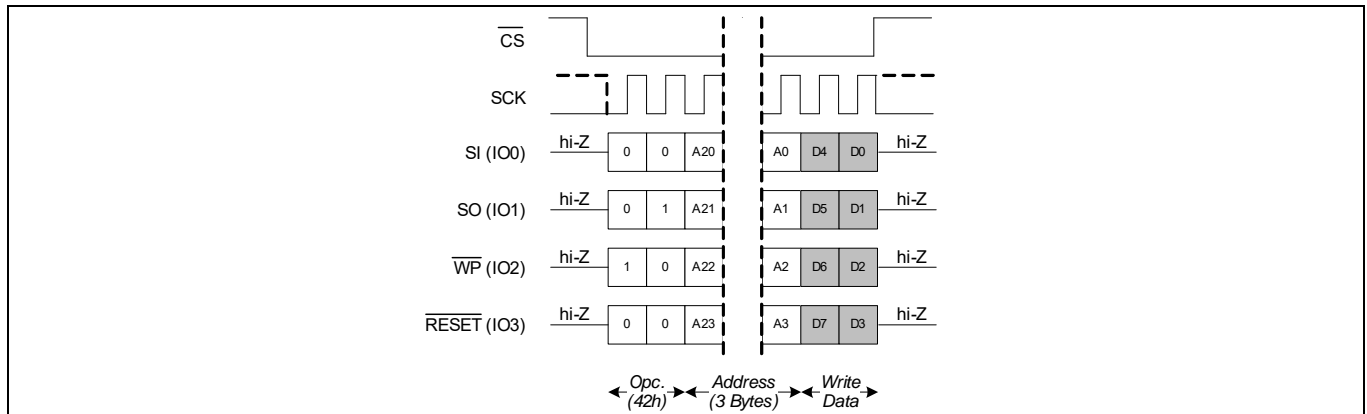 CS
SCK
SI (IO0) hi-Z 0 0 A20 A0 D4 D0 hi-Z
SO (IO1) hi-Z 0 1 A21 A1 D5 D1 hi-Z
WP (IO2) hi-Z 1 0 A22 A2 D6 D2 hi-Z
RESET (IO3) hi-Z 0 0 A23 A3 D7 D3 hi-Z
Opc. Address Write
(42h) (3 Bytes) Data